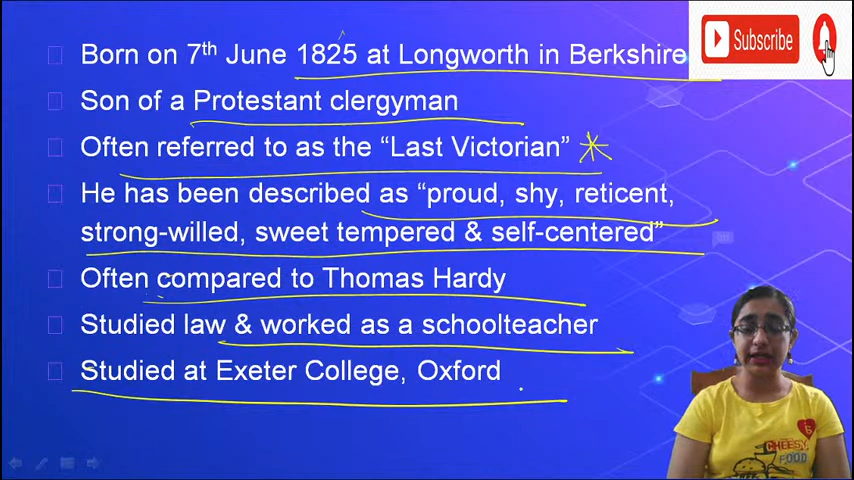 Subscribe
Born on 7th June 1825 at Longworth in Berkshire
Son of a Protestant clergyman
Often referred to as the “Last Victorian”
He has been described as “proud, shy, reticent,
strong-willed, sweet tempered & self-centered”
Often compared to Thomas Hardy
Studied law & worked as a schoolteacher
Studied at Exeter College, Oxford
CHEESY
FOOD